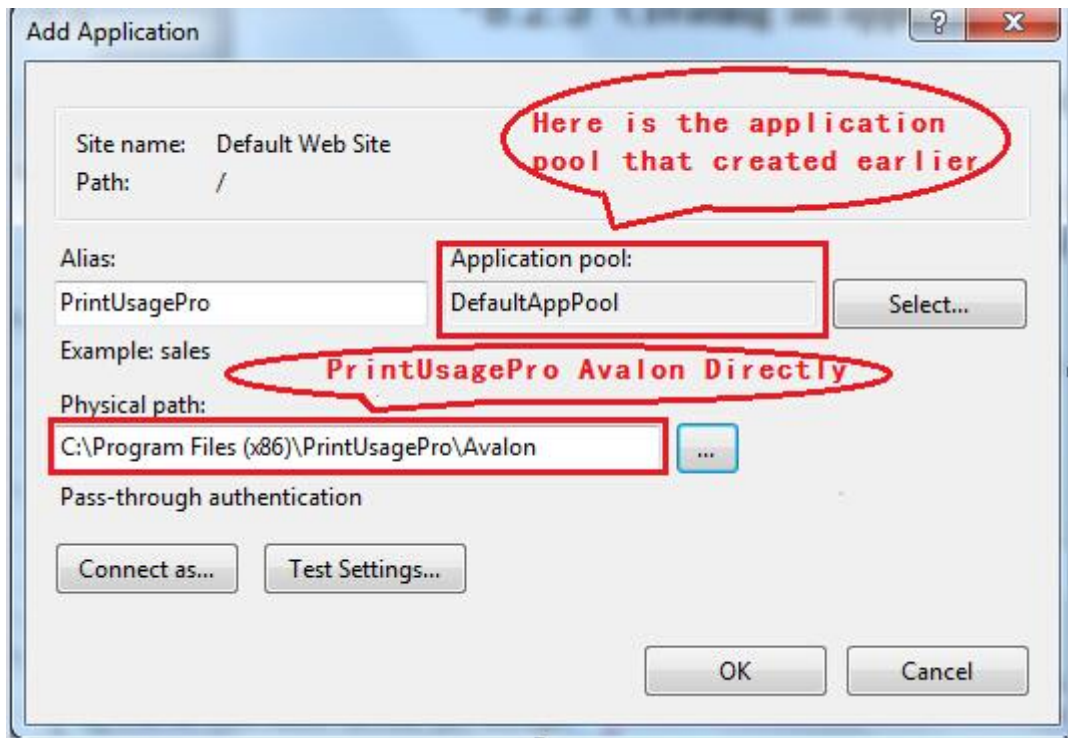 Add Application
Here is the application
pool that created earlier
Site name: Default Web Site
Path: /
Alias:
Application pool:
PrintUsagePro
DefaultAppPool
Select...
Example: sales
PrintUsagePro Avalon Directly
Physical path:
C:\Program Files (x86)\PrintUsagePro\Avalon
...
Pass-through authentication
Connect as...
Test Settings...
OK
Cancel